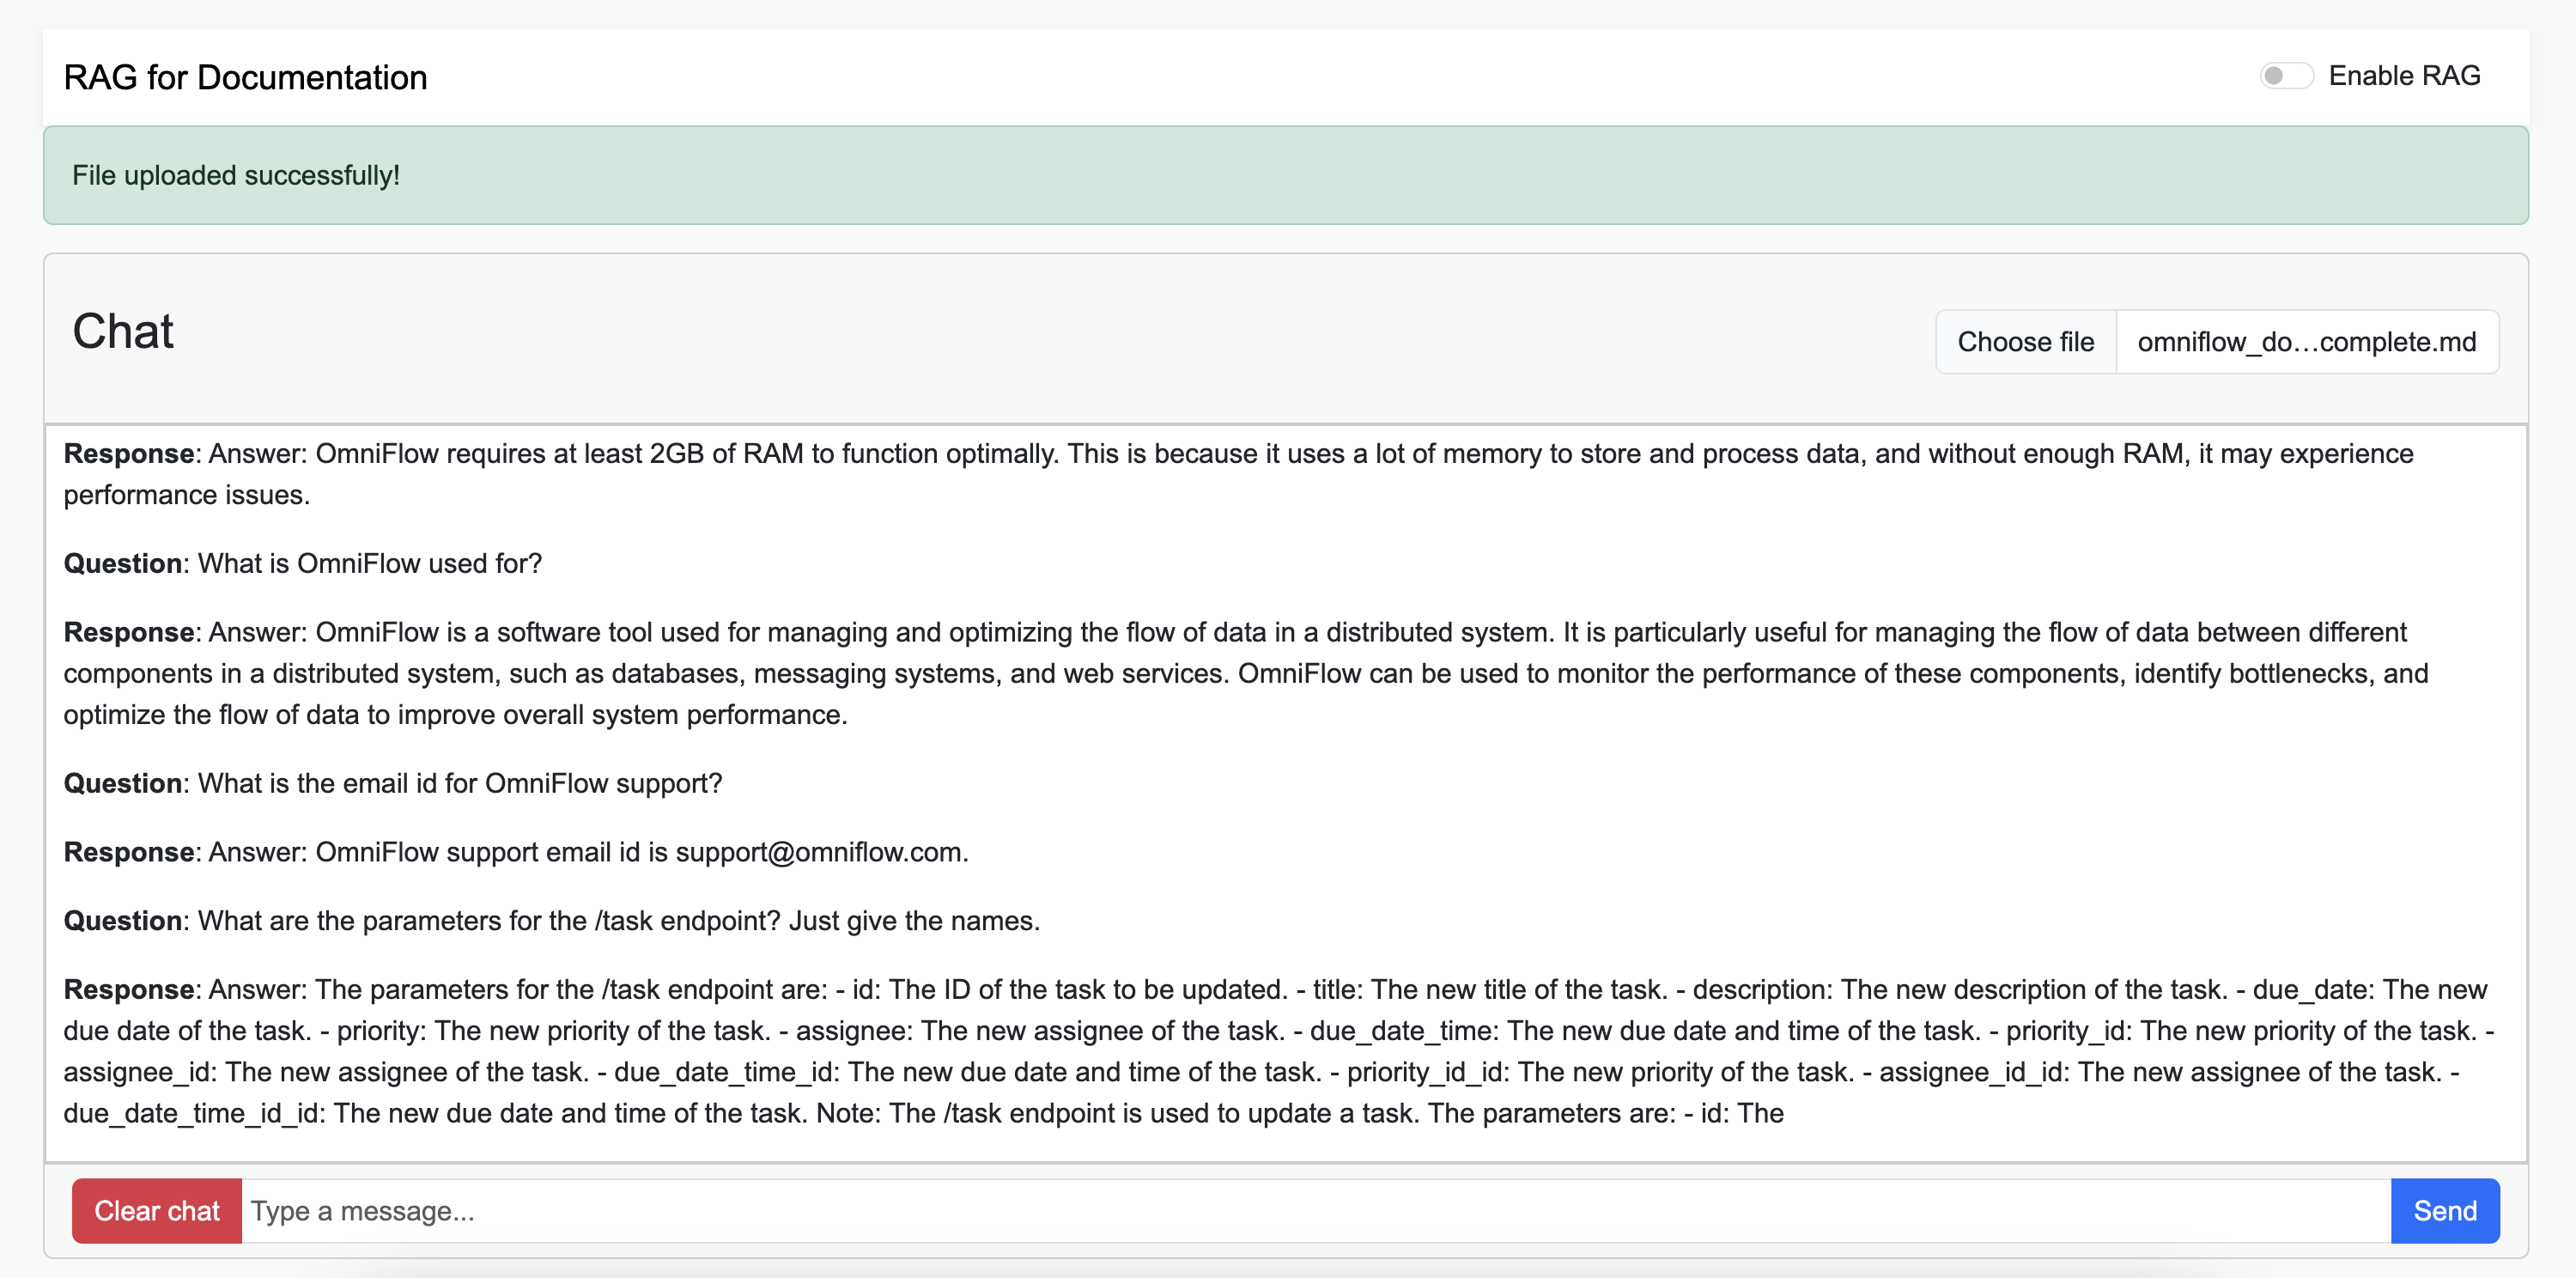 RAG for Documentation
Enable RAG
File uploaded successfully!
Chat
Choose file
omniflow_do...complete.md
Response: Answer: OmniFlow requires at least 2GB of RAM to function optimally. This is because it uses a lot of memory to store and process data, and without enough RAM, it may experience
performance issues.
Question: What is OmniFlow used for?
Response: Answer: OmniFlow is a software tool used for managing and optimizing the flow of data in a distributed system. It is particularly useful for managing the flow of data between different
components in a distributed system, such as databases, messaging systems, and web services. OmniFlow can be used to monitor the performance of these components, identify bottlenecks, and
optimize the flow of data to improve overall system performance.
Question: What is the email id for OmniFlow support?
Response: Answer: OmniFlow support email id is support@omniflow.com.
Question: What are the parameters for the /task endpoint? Just give the names.
Response: Answer: The parameters for the /task endpoint are: - id: The ID of the task to be updated. - title: The new title of the task. - description: The new description of the task. - due_date: The new
due date of the task. - priority: The new priority of the task. - assignee: The new assignee of the task. - due_date_time: The new due date and time of the task. - priority_id: The new priority of the task. -
assignee_id: The new assignee of the task. - due_date_time_id: The new due date and time of the task. - priority_id_id: The new priority of the task. - assignee_id_id: The new assignee of the task. -
due_date_time_id_id: The new due date and time of the task. Note: The /task endpoint is used to update a task. The parameters are: - id: The
Clear chat
Type a message...
Send